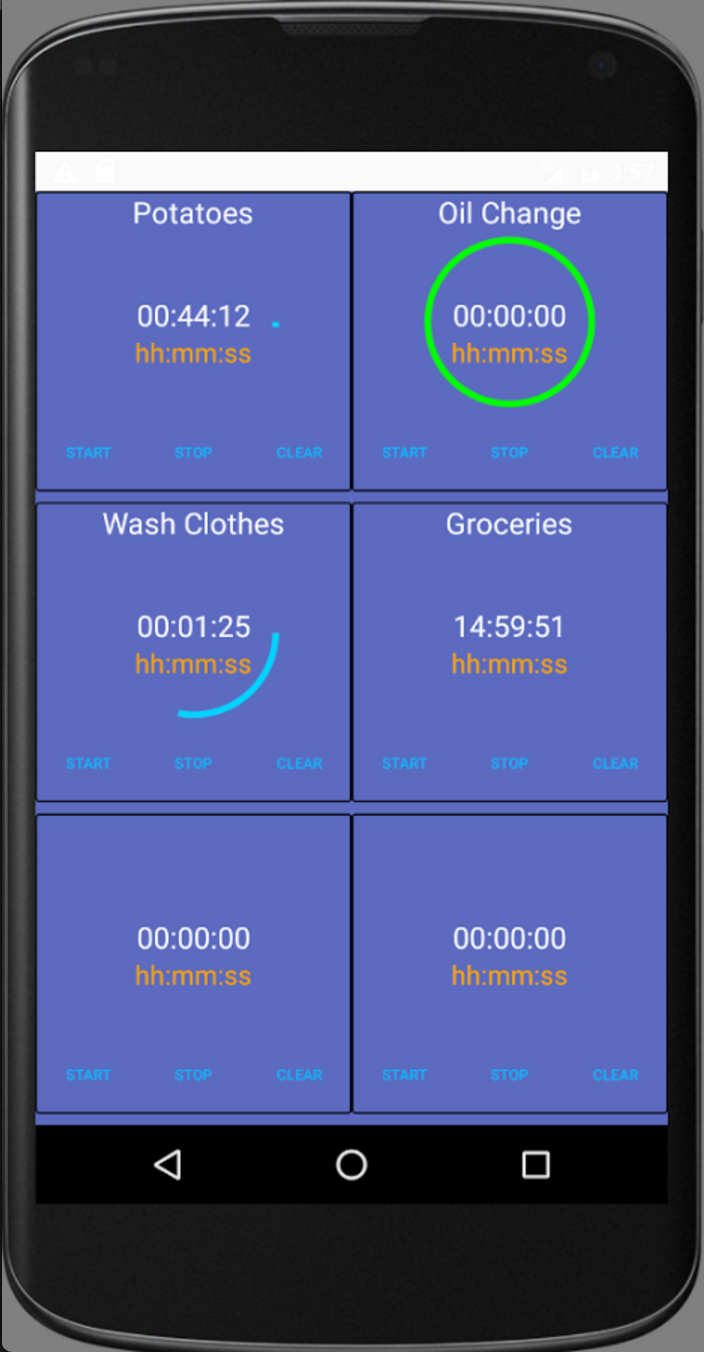 3:57
Potatoes
00:44:12
hh:mm:ss
START STOP CLEAR
Oil Change
00:00:00
hh:mm:ss
START STOP CLEAR
Wash Clothes
00:01:25
hh:mm:ss
START STOP CLEAR
Groceries
14:59:51
hh:mm:ss
START STOP CLEAR
00:00:00
hh:mm:ss
START STOP CLEAR
00:00:00
hh:mm:ss
START STOP CLEAR